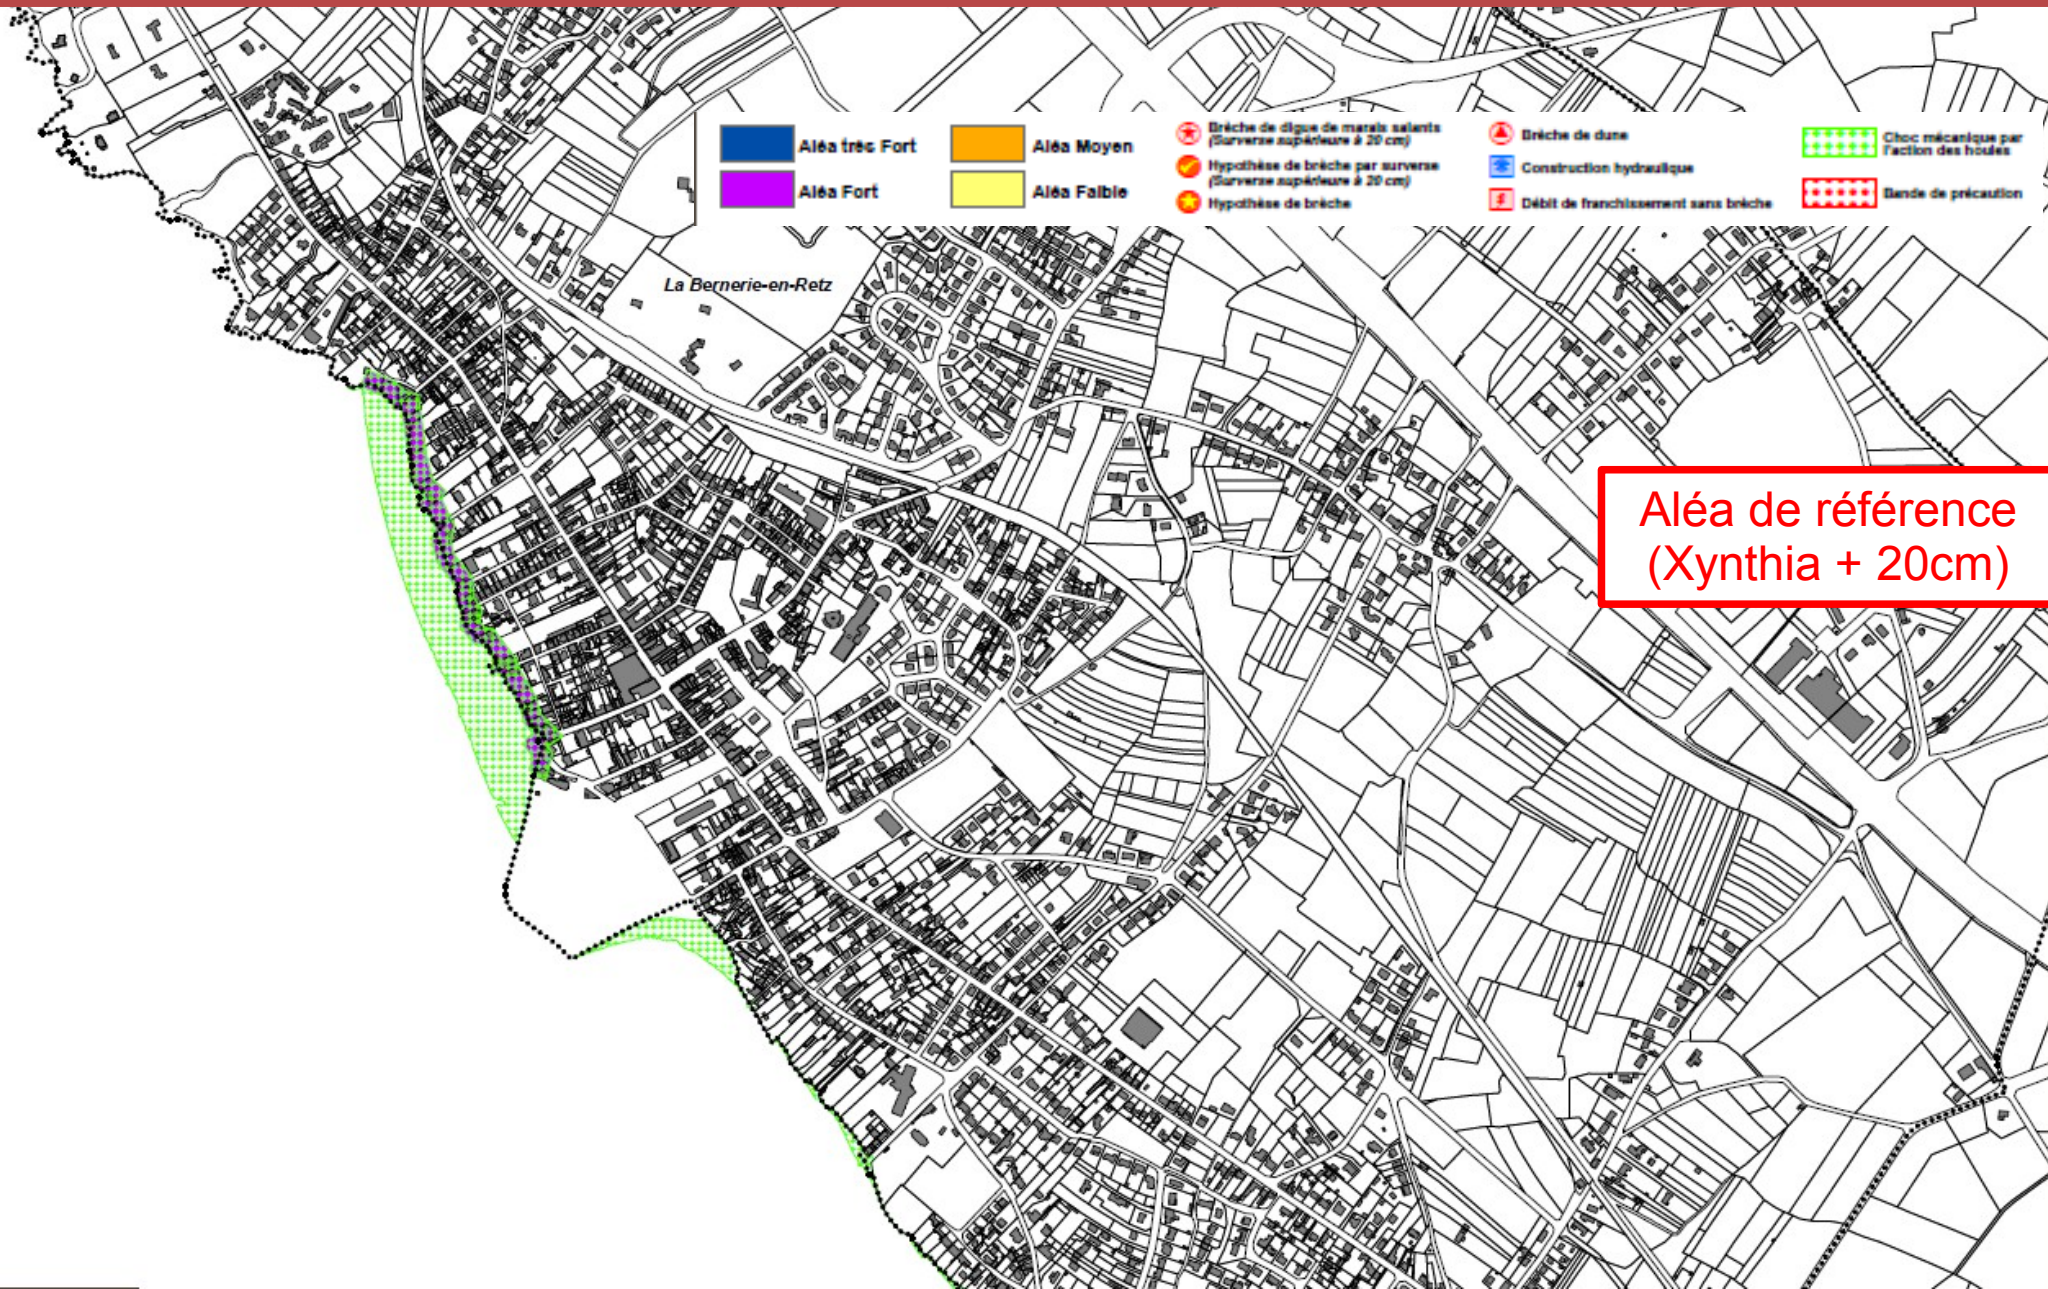 Aléa très Fort
Aléa Fort
Aléa Moyen
Aléa Faible
Brèche de digue de marais salants
(Surverse supérieure à 20 cm)
Hypothèse de brèche par surverse
(Surverse supérieure à 20 cm)
Hypothèse de brèche
Brèche de dune
Construction hydraulique
Débit de franchissement sans brèche
Choc mécanique par
l'action des houles
Bande de précaution
La Bernerie-en-Retz
Aléa de référence
(Xynthia + 20cm)